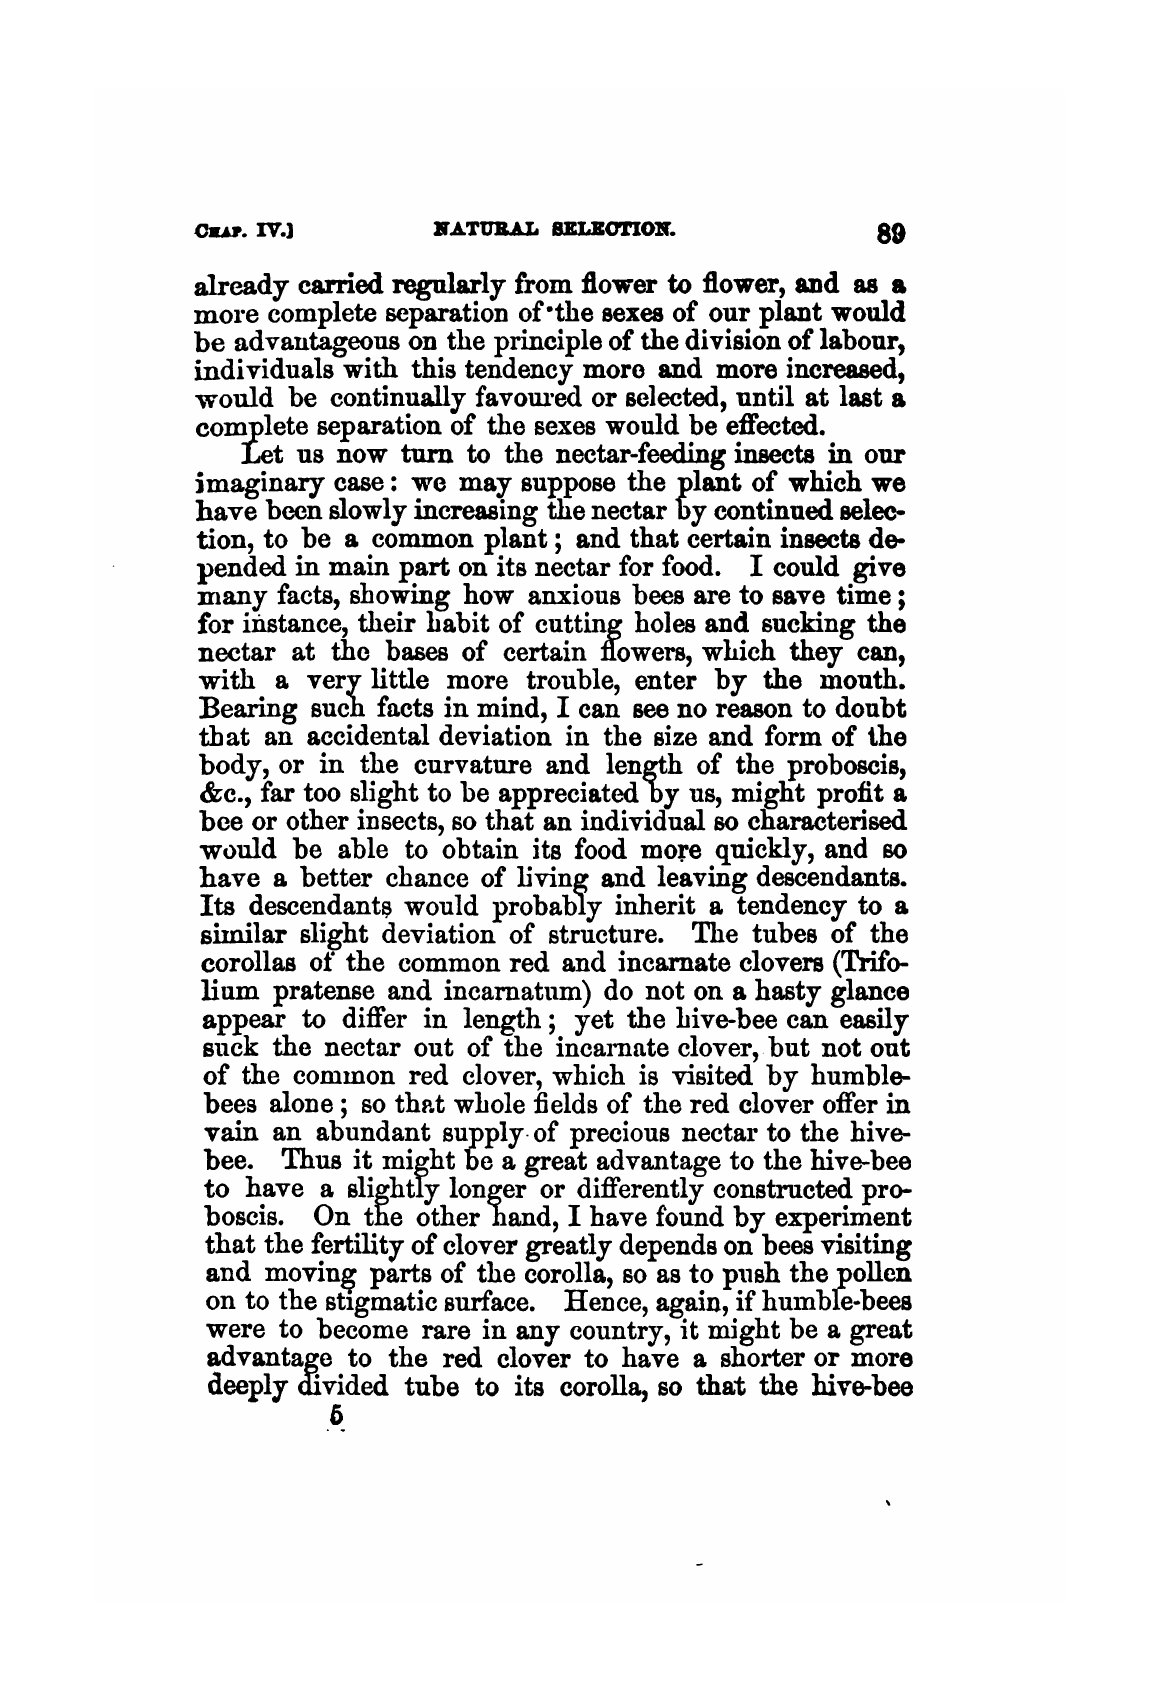 CHAP. IV.] NATURAL SELECTION. 89
already carried regularly from flower to flower, and as a
more complete separation of the sexes of our plant would
be advantageous on the principle of the division of labour,
individuals with this tendency more and more increased,
would be continually favoured or selected, until at last a
complete separation of the sexes would be effected.
Let us now turn to the nectar-feeding insects in our
imaginary case: we may suppose the plant of which we
have been slowly increasing the nectar by continued selec-
tion, to be a common plant; and that certain insects de-
pended in main part on its nectar for food. I could give
many facts, showing how anxious bees are to save time;
for instance, their habit of cutting holes and sucking the
nectar at the bases of certain flowers, which they can,
with a very little more trouble, enter by the mouth.
Bearing such facts in mind, I can see no reason to doubt
that an accidental deviation in the size and form of the
body, or in the curvature and length of the proboscis,
&c., far too slight to be appreciated by us, might profit a
bee or other insects, so that an individual so characterised
would be able to obtain its food more quickly, and so
have a better chance of living and leaving descendants.
Its descendants would probably inherit a tendency to a
similar slight deviation of structure. The tubes of the
corollas of the common red and incarnate clovers (Trifo-
lium pratense and incarnatum) do not on a hasty glance
appear to differ in length; yet the hive-bee can easily
suck the nectar out of the incarnate clover, but not out
of the common red clover, which is visited by humble-
bees alone; so that whole fields of the red clover offer in
vain an abundant supply of precious nectar to the hive-
bee. Thus it might be a great advantage to the hive-bee
to have a slightly longer or differently constructed pro-
boscis. On the other hand, I have found by experiment
that the fertility of clover greatly depends on bees visiting
and moving parts of the corolla, so as to push the pollen
on to the stigmatic surface. Hence, again, if humble-bees
were to become rare in any country, it might be a great
advantage to the red clover to have a shorter or more
deeply divided tube to its corolla, so that the hive-bee
5